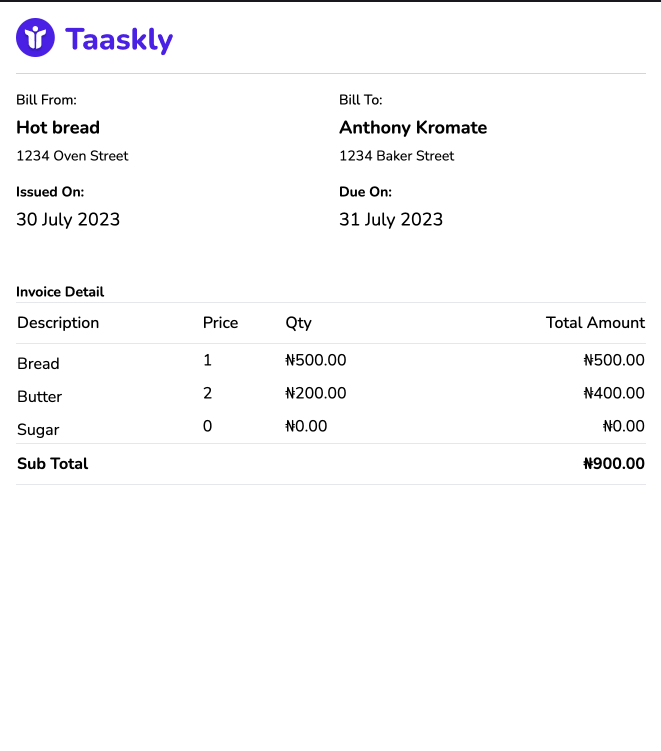 Taaskly
Bill From: Bill To:
Hot bread Anthony Kromate
1234 Oven Street 1234 Baker Street
Issued On: Due On:
30 July 2023 31 July 2023
Invoice Detail
Description Price Qty Total Amount
Bread 1 ₦500.00 ₦500.00
Butter 2 ₦200.00 ₦400.00
Sugar 0 ₦0.00 ₦0.00
Sub Total ₦900.00